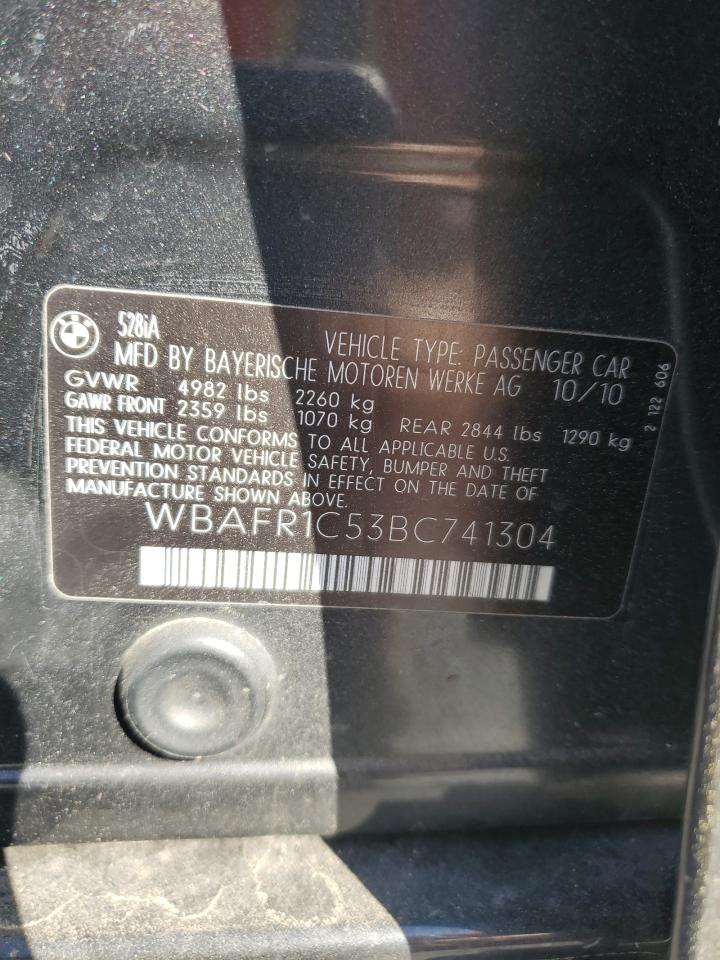 528iA
VEHICLE TYPE: PASSENGER CAR
MFD BY BAYERISCHE MOTOREN WERKE AG 10/10
GVWR 4982 lbs 2260 kg
GAWR FRONT 2359 lbs 1070 kg REAR 2844 lbs 1290 kg
THIS VEHICLE CONFORMS TO ALL APPLICABLE U.S.
FEDERAL MOTOR VEHICLE SAFETY, BUMPER AND THEFT
PREVENTION STANDARDS IN EFFECT ON THE DATE OF
MANUFACTURE SHOWN ABOVE.
WBAFR1C53BC741304
2 122 606